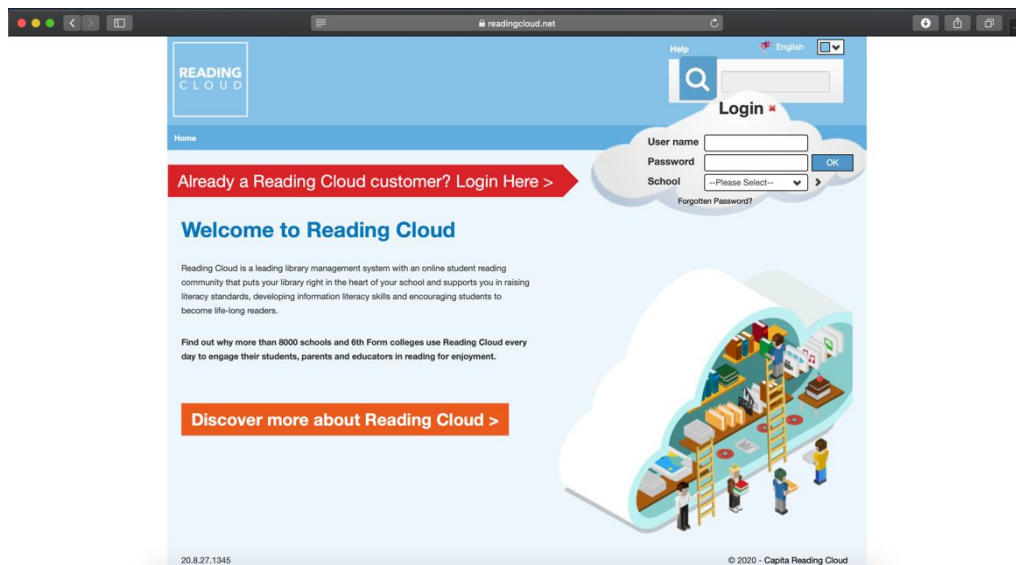 readingcloud.net
READING
CLOUD
Help
English
Login
Home
User name
Password
OK
School
--Please Select--
Forgotten Password?
Already a Reading Cloud customer? Login Here >
Welcome to Reading Cloud
Reading Cloud is a leading library management system with an online student reading
community that puts your library right in the heart of your school and supports you in raising
literacy standards, developing information literacy skills and encouraging students to
become life-long readers.
Find out why more than 8000 schools and 6th Form colleges use Reading Cloud every
day to engage their students, parents and educators in reading for enjoyment.
Discover more about Reading Cloud >
20.8.27.1345
© 2020 - Capita Reading Cloud